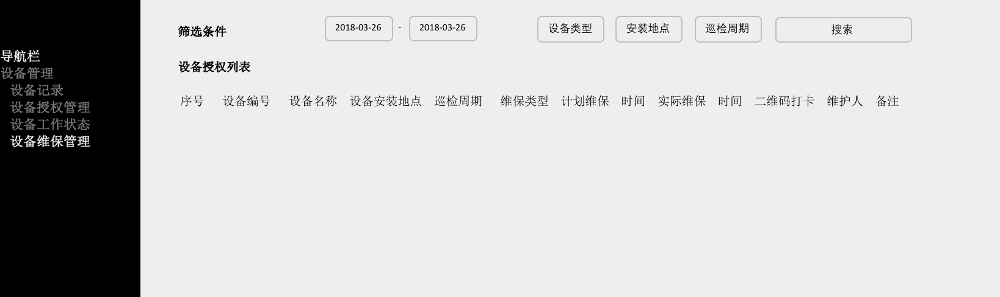 导航栏
设备管理
设备记录
设备授权管理
设备工作状态
设备维保管理
筛选条件 2018-03-26 - 2018-03-26 设备类型 安装地点 巡检周期 搜索
设备授权列表
序号 设备编号 设备名称 设备安装地点 巡检周期 维保类型 计划维保 时间 实际维保 时间 二维码打卡 维护人 备注